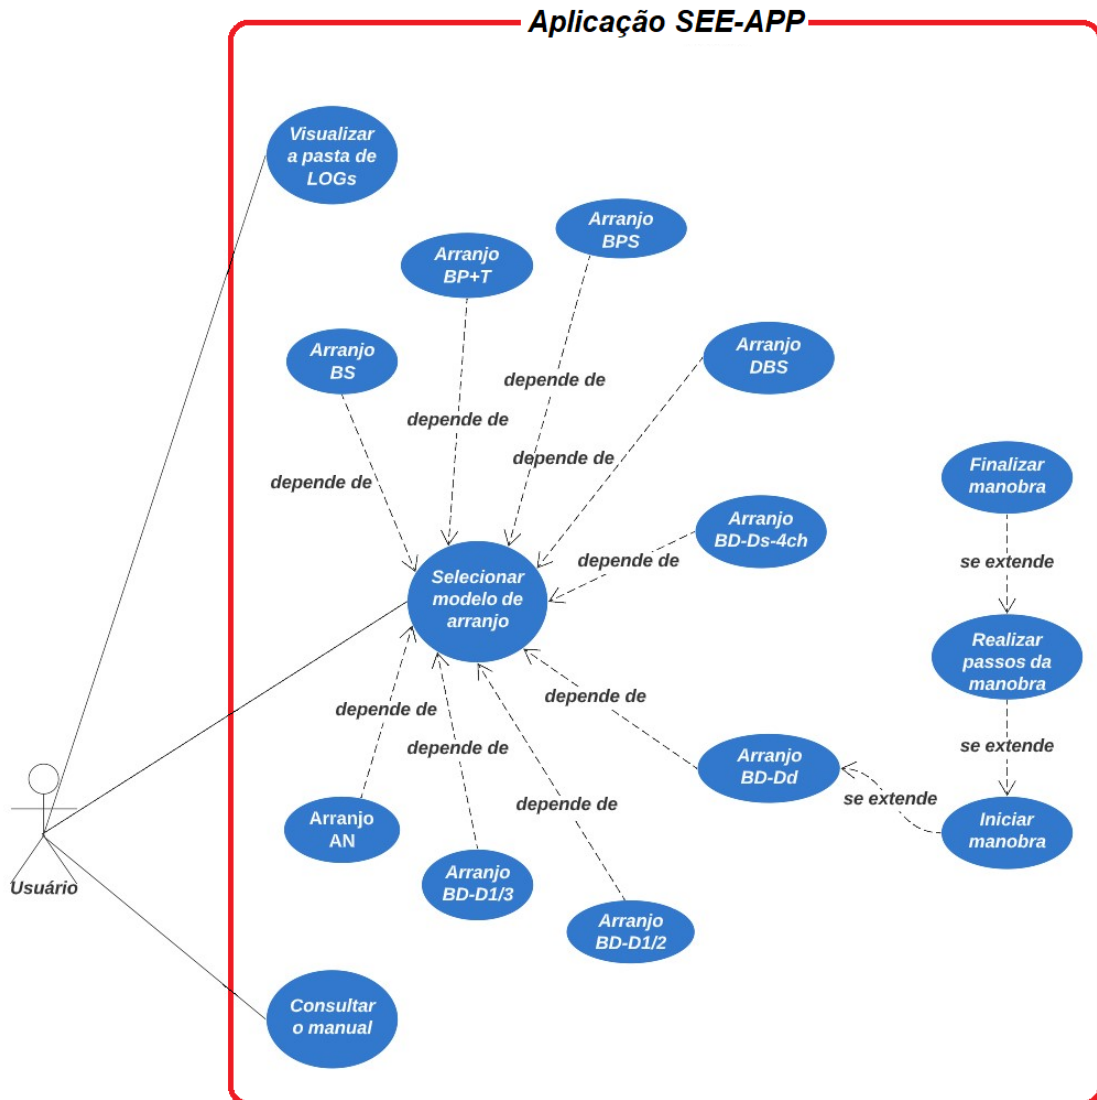 Aplicação SEE-APP
Visualizar
a pasta de
LOGs
Arranjo
BPS
Arranjo
BP+T
Arranjo
BS
Arranjo
DBS
depende de
depende de
depende de
depende de
Finalizar
manobra
Arranjo
BD-Ds-4ch
depende de
se extende
Selecionar
modelo de
arranjo
Realizar
passos da
manobra
depende de
depende de
depende de
se extende
Arranjo
BD-Dd
se extende
depende de
Iniciar
manobra
Arranjo
AN
Arranjo
BD-D1/3
Usuário
Arranjo
BD-D1/2
Consultar
o manual